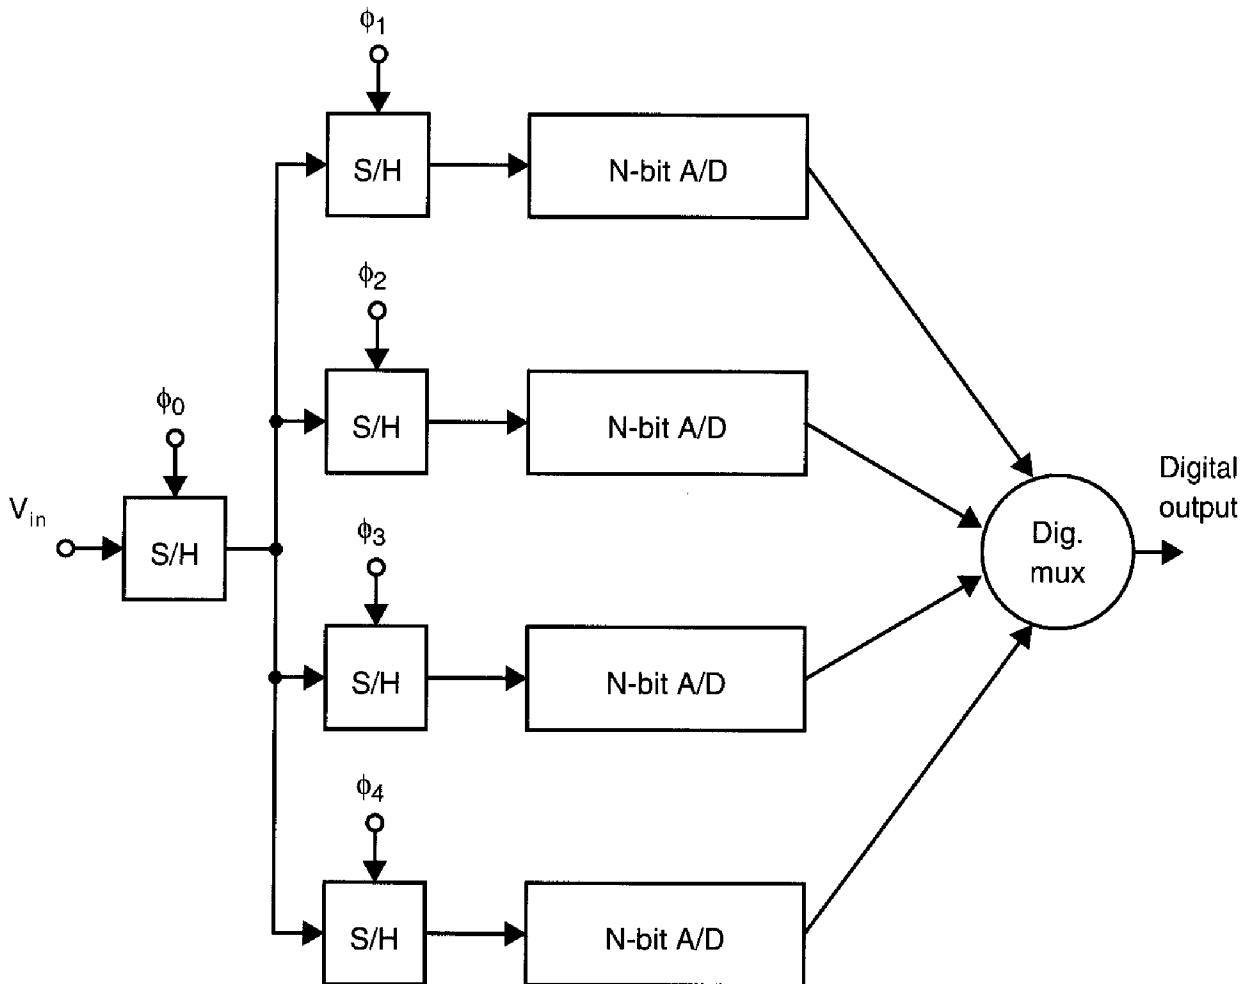 ϕ1
S/H
N-bit A/D
ϕ2
S/H
N-bit A/D
ϕ0
Vin
S/H
ϕ3
S/H
N-bit A/D
ϕ4
S/H
N-bit A/D
Dig.
mux
Digital
output